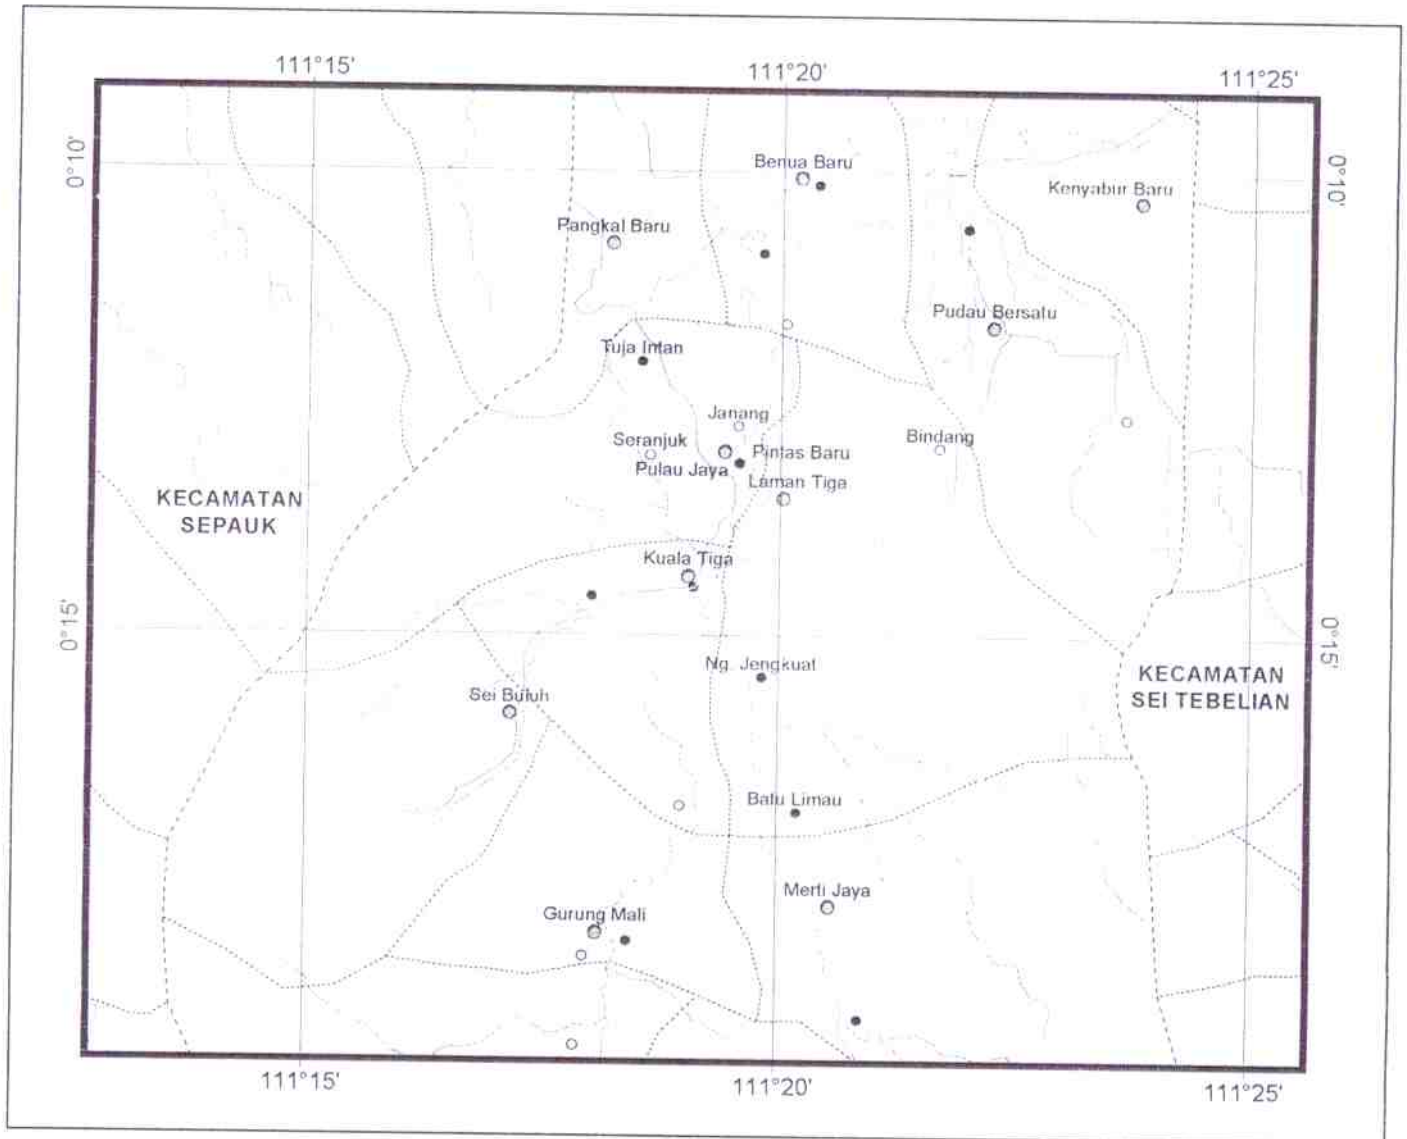 111°15'
111°20'
111°25'
0°10'
0°10'
Benua Baru
Kenyabur Baru
Pangkal Baru
Pudau Bersatu
Tuja Intan
Janang
Seranjuk
Pintas Baru
Bindang
Pulau Jaya
Laman Tiga
KECAMATAN
SEPAUK
Kuala Tiga
0°15'
0°15'
Ng. Jengkuat
KECAMATAN
SEI TEBELIAN
Sei Buluh
Batu Limau
Merti Jaya
Gurung Mali
111°15'
111°20'
111°25'